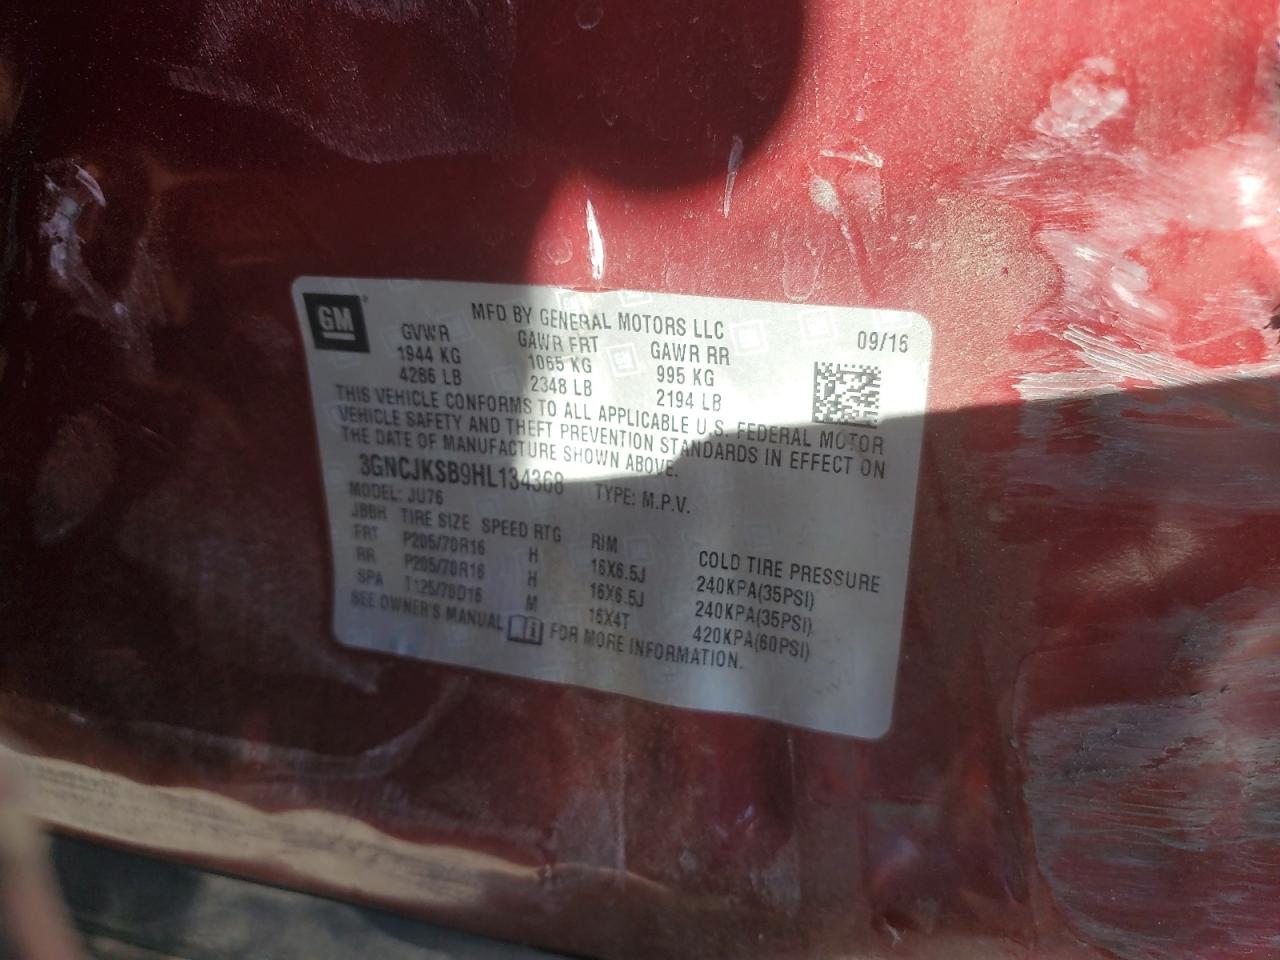 GM
MFD BY GENERAL MOTORS LLC
09/16
GVWR GAWR FRT GAWR RR
1944 KG 1065 KG 995 KG
4286 LB 2348 LB 2194 LB
THIS VEHICLE CONFORMS TO ALL APPLICABLE U.S. FEDERAL MOTOR
VEHICLE SAFETY AND THEFT PREVENTION STANDARDS IN EFFECT ON
THE DATE OF MANUFACTURE SHOWN ABOVE.
3GNCJKSB9HL134368 TYPE: M.P.V.
MODEL: JU76
JBBH TIRE SIZE SPEED RTG RIM COLD TIRE PRESSURE
FRT P205/70R16 H 16X6.5J 240KPA(35PSI)
RR P205/70R16 H 16X6.5J 240KPA(35PSI)
SPA T125/70D16 M 16X4T 420KPA(60PSI)
SEE OWNER'S MANUAL FOR MORE INFORMATION.